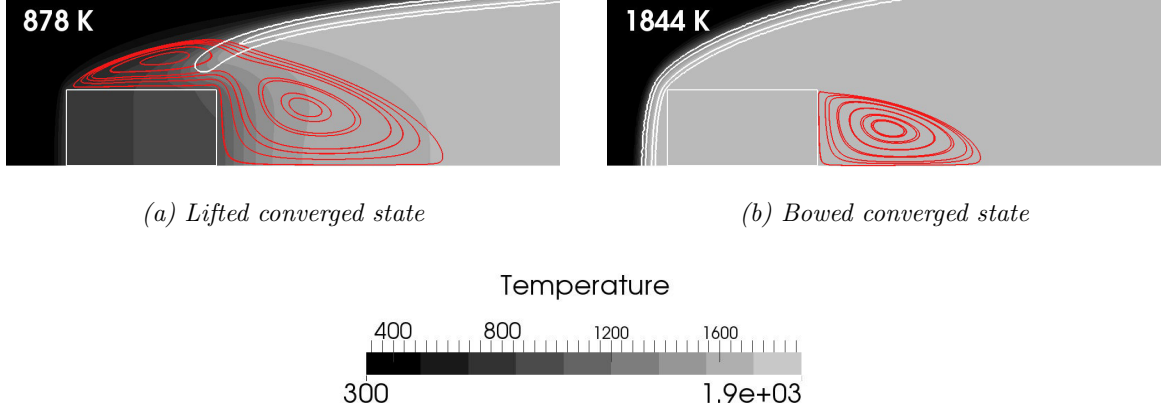 878 K
1844 K
(a) Lifted converged state
(b) Bowed converged state
Temperature
400 800 1200 1600
300 1.9e+03